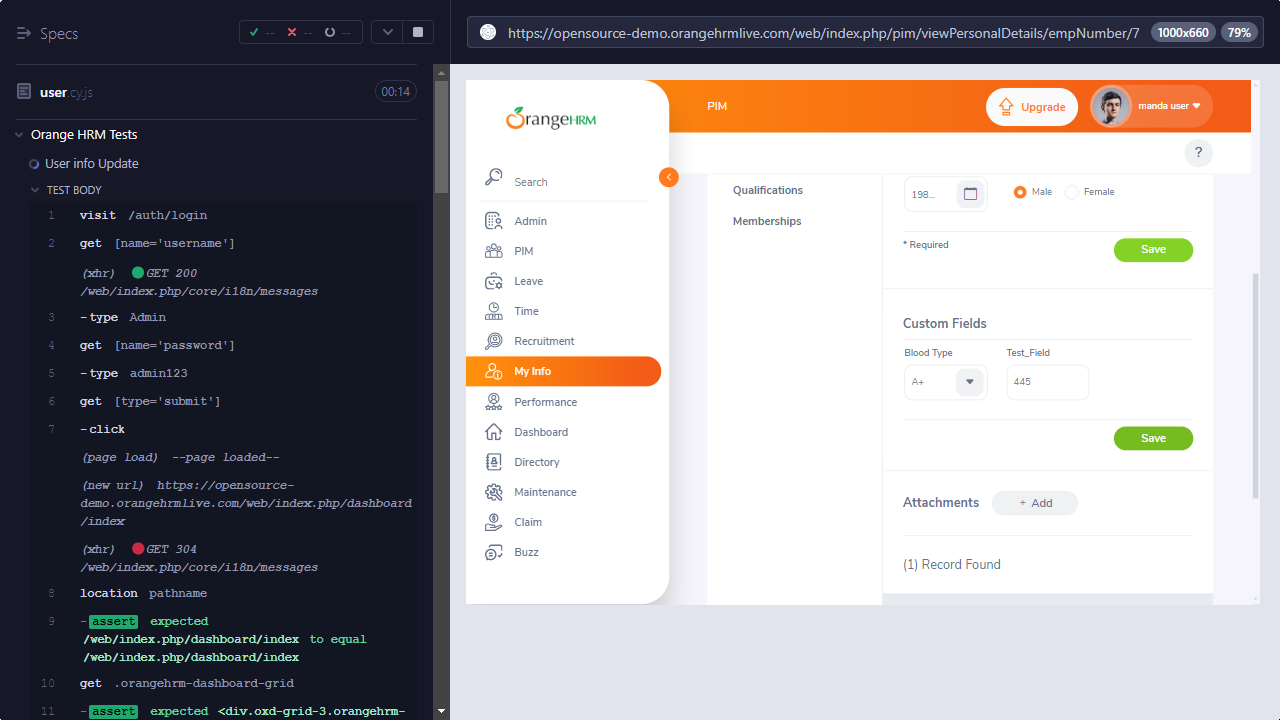 Specs
-- -- --
user.cy.js
00:14
Orange HRM Tests
User info Update
TEST BODY
1 visit /auth/login
2 get [name='username']
(xhr) GET 200
/web/index.php/core/i18n/messages
3 -type Admin
4 get [name='password']
5 -type admin123
6 get [type='submit']
7 -click
(page load) --page loaded--
(new url) https://opensource-
demo.orangehrmlive.com/web/index.php/dashboard
/index
(xhr) GET 304
/web/index.php/core/i18n/messages
8 location pathname
9 -assert expected
/web/index.php/dashboard/index to equal
/web/index.php/dashboard/index
10 get .orangehrm-dashboard-grid
11 -assert expected <div.oxd-grid-3.orangehrm-
https://opensource-demo.orangehrmlive.com/web/index.php/pim/viewPersonalDetails/empNumber/7
1000x660
79%
OrangeHRM
Search
Admin
PIM
Leave
Time
Recruitment
My Info
Performance
Dashboard
Directory
Maintenance
Claim
Buzz
PIM
Upgrade
manda user
?
Qualifications
Memberships
198...
Male
Female
* Required
Save
Custom Fields
Blood Type
Test_Field
A+
445
Save
Attachments
+ Add
(1) Record Found